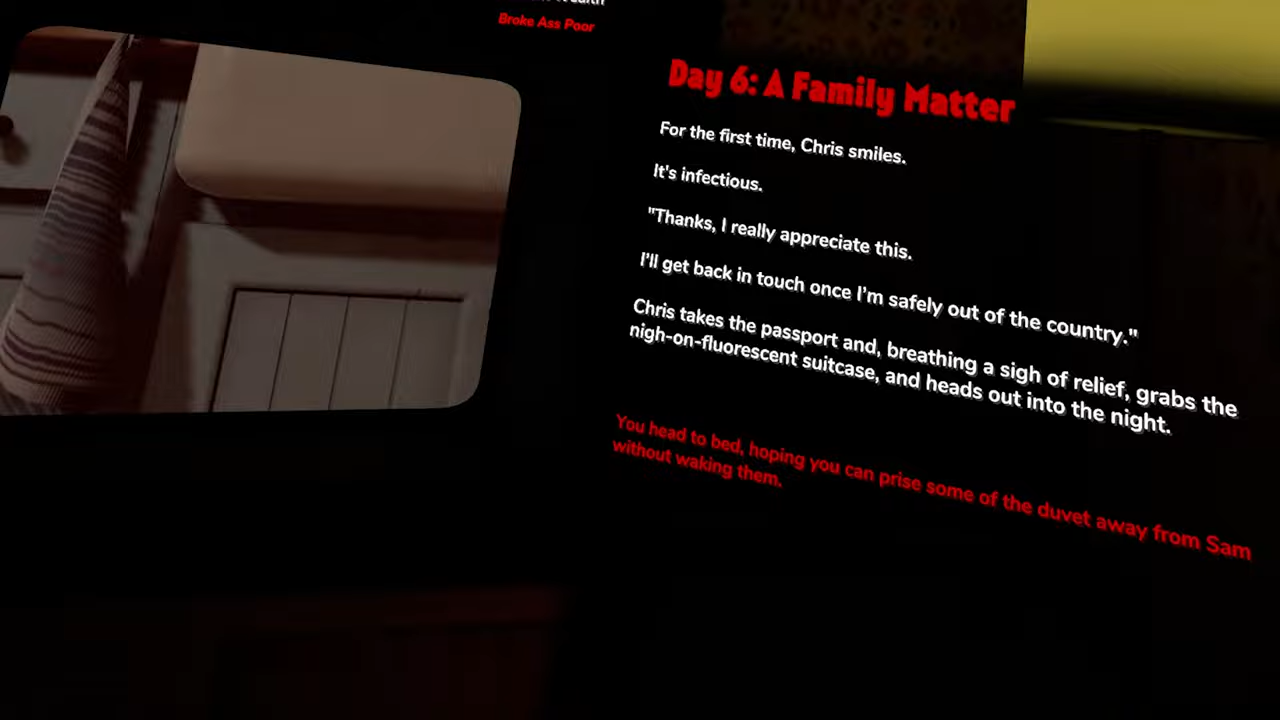 Broke Ass Poor
Day 6: A Family Matter
For the first time, Chris smiles.
It's infectious.
"Thanks, I really appreciate this.
I'll get back in touch once I’m safely out of the country."
Chris takes the passport and, breathing a sigh of relief, grabs the
nigh-on-fluorescent suitcase, and heads out into the night.
You head to bed, hoping you can prise some of the duvet away from Sam
without waking them.